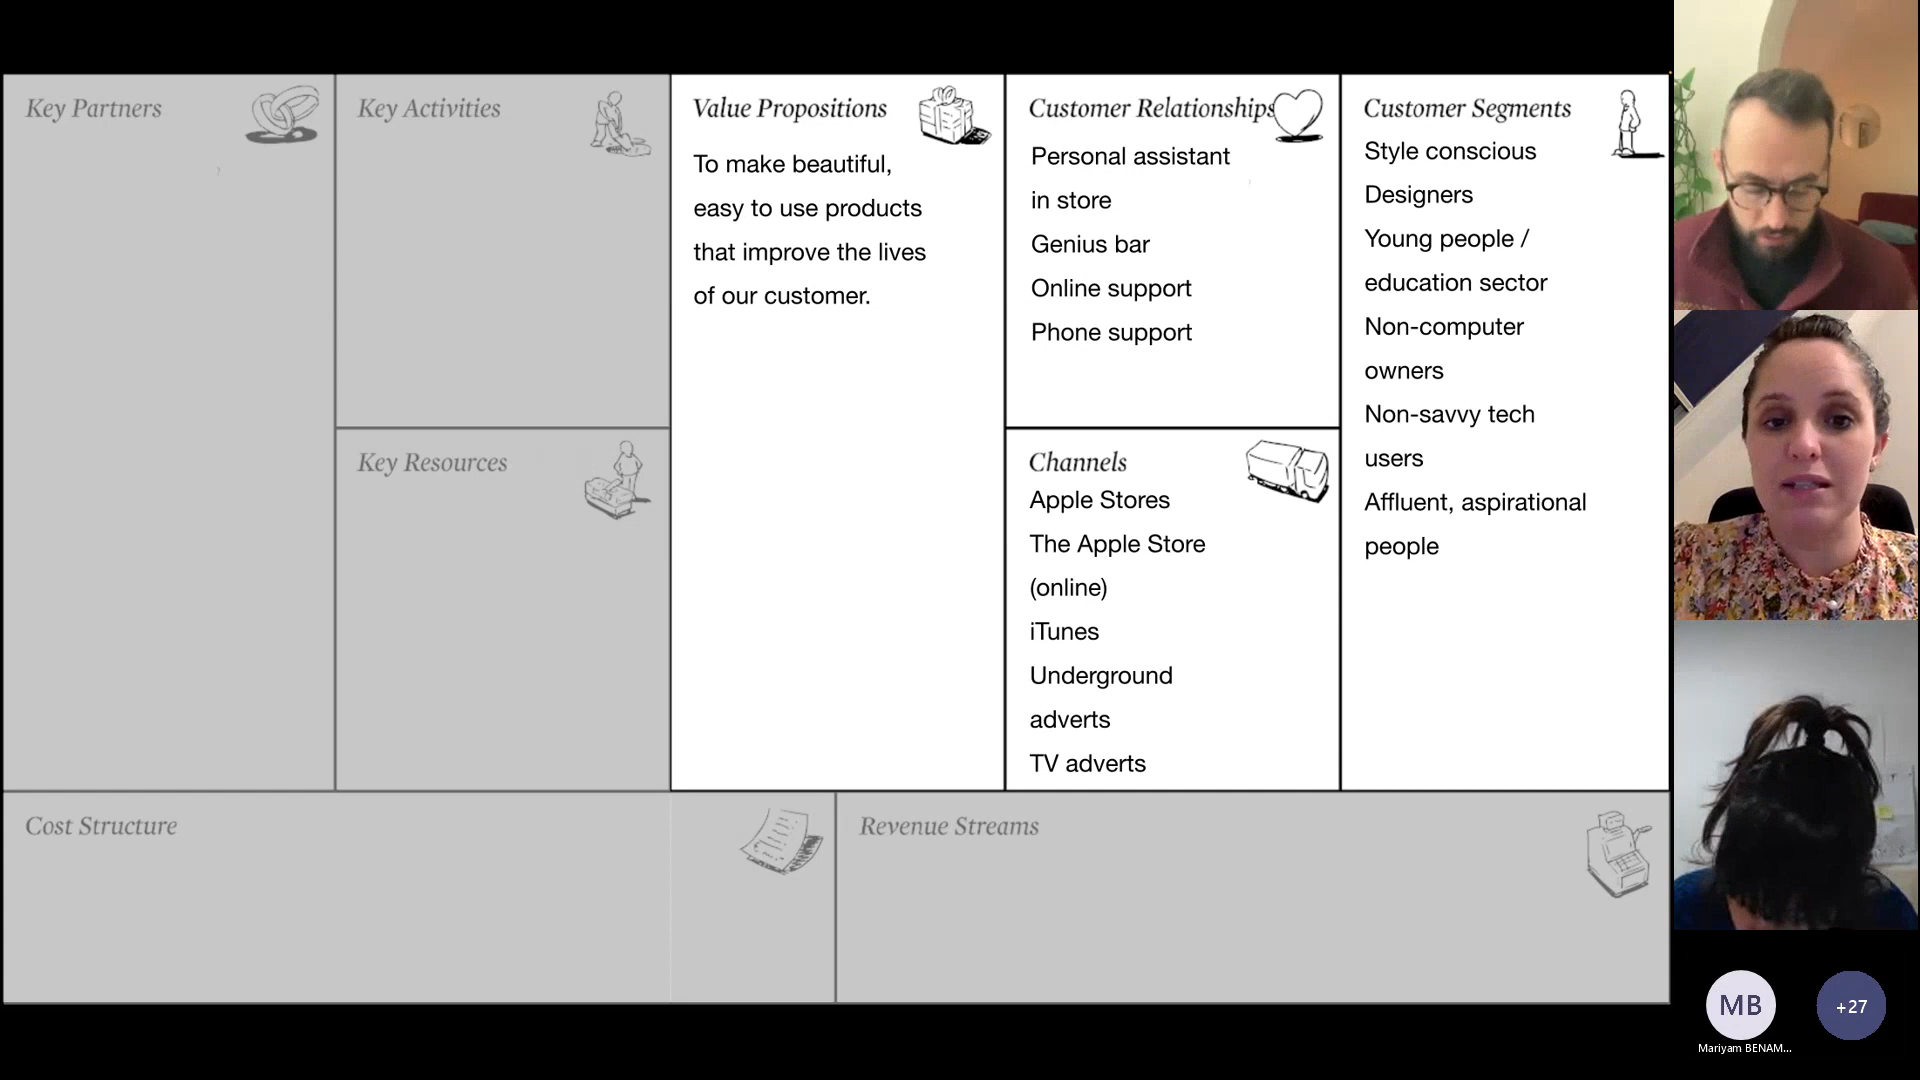 Key Partners
Key Activities
Key Resources
Value Propositions
To make beautiful,
easy to use products
that improve the lives
of our customer.
Customer Relationships
Personal assistant
in store
Genius bar
Online support
Phone support
Channels
Apple Stores
The Apple Store
(online)
iTunes
Underground
adverts
TV adverts
Customer Segments
Style conscious
Designers
Young people /
education sector
Non-computer
owners
Non-savvy tech
users
Affluent, aspirational
people
Cost Structure
Revenue Streams
MB
+27
Mariyam BENAM...